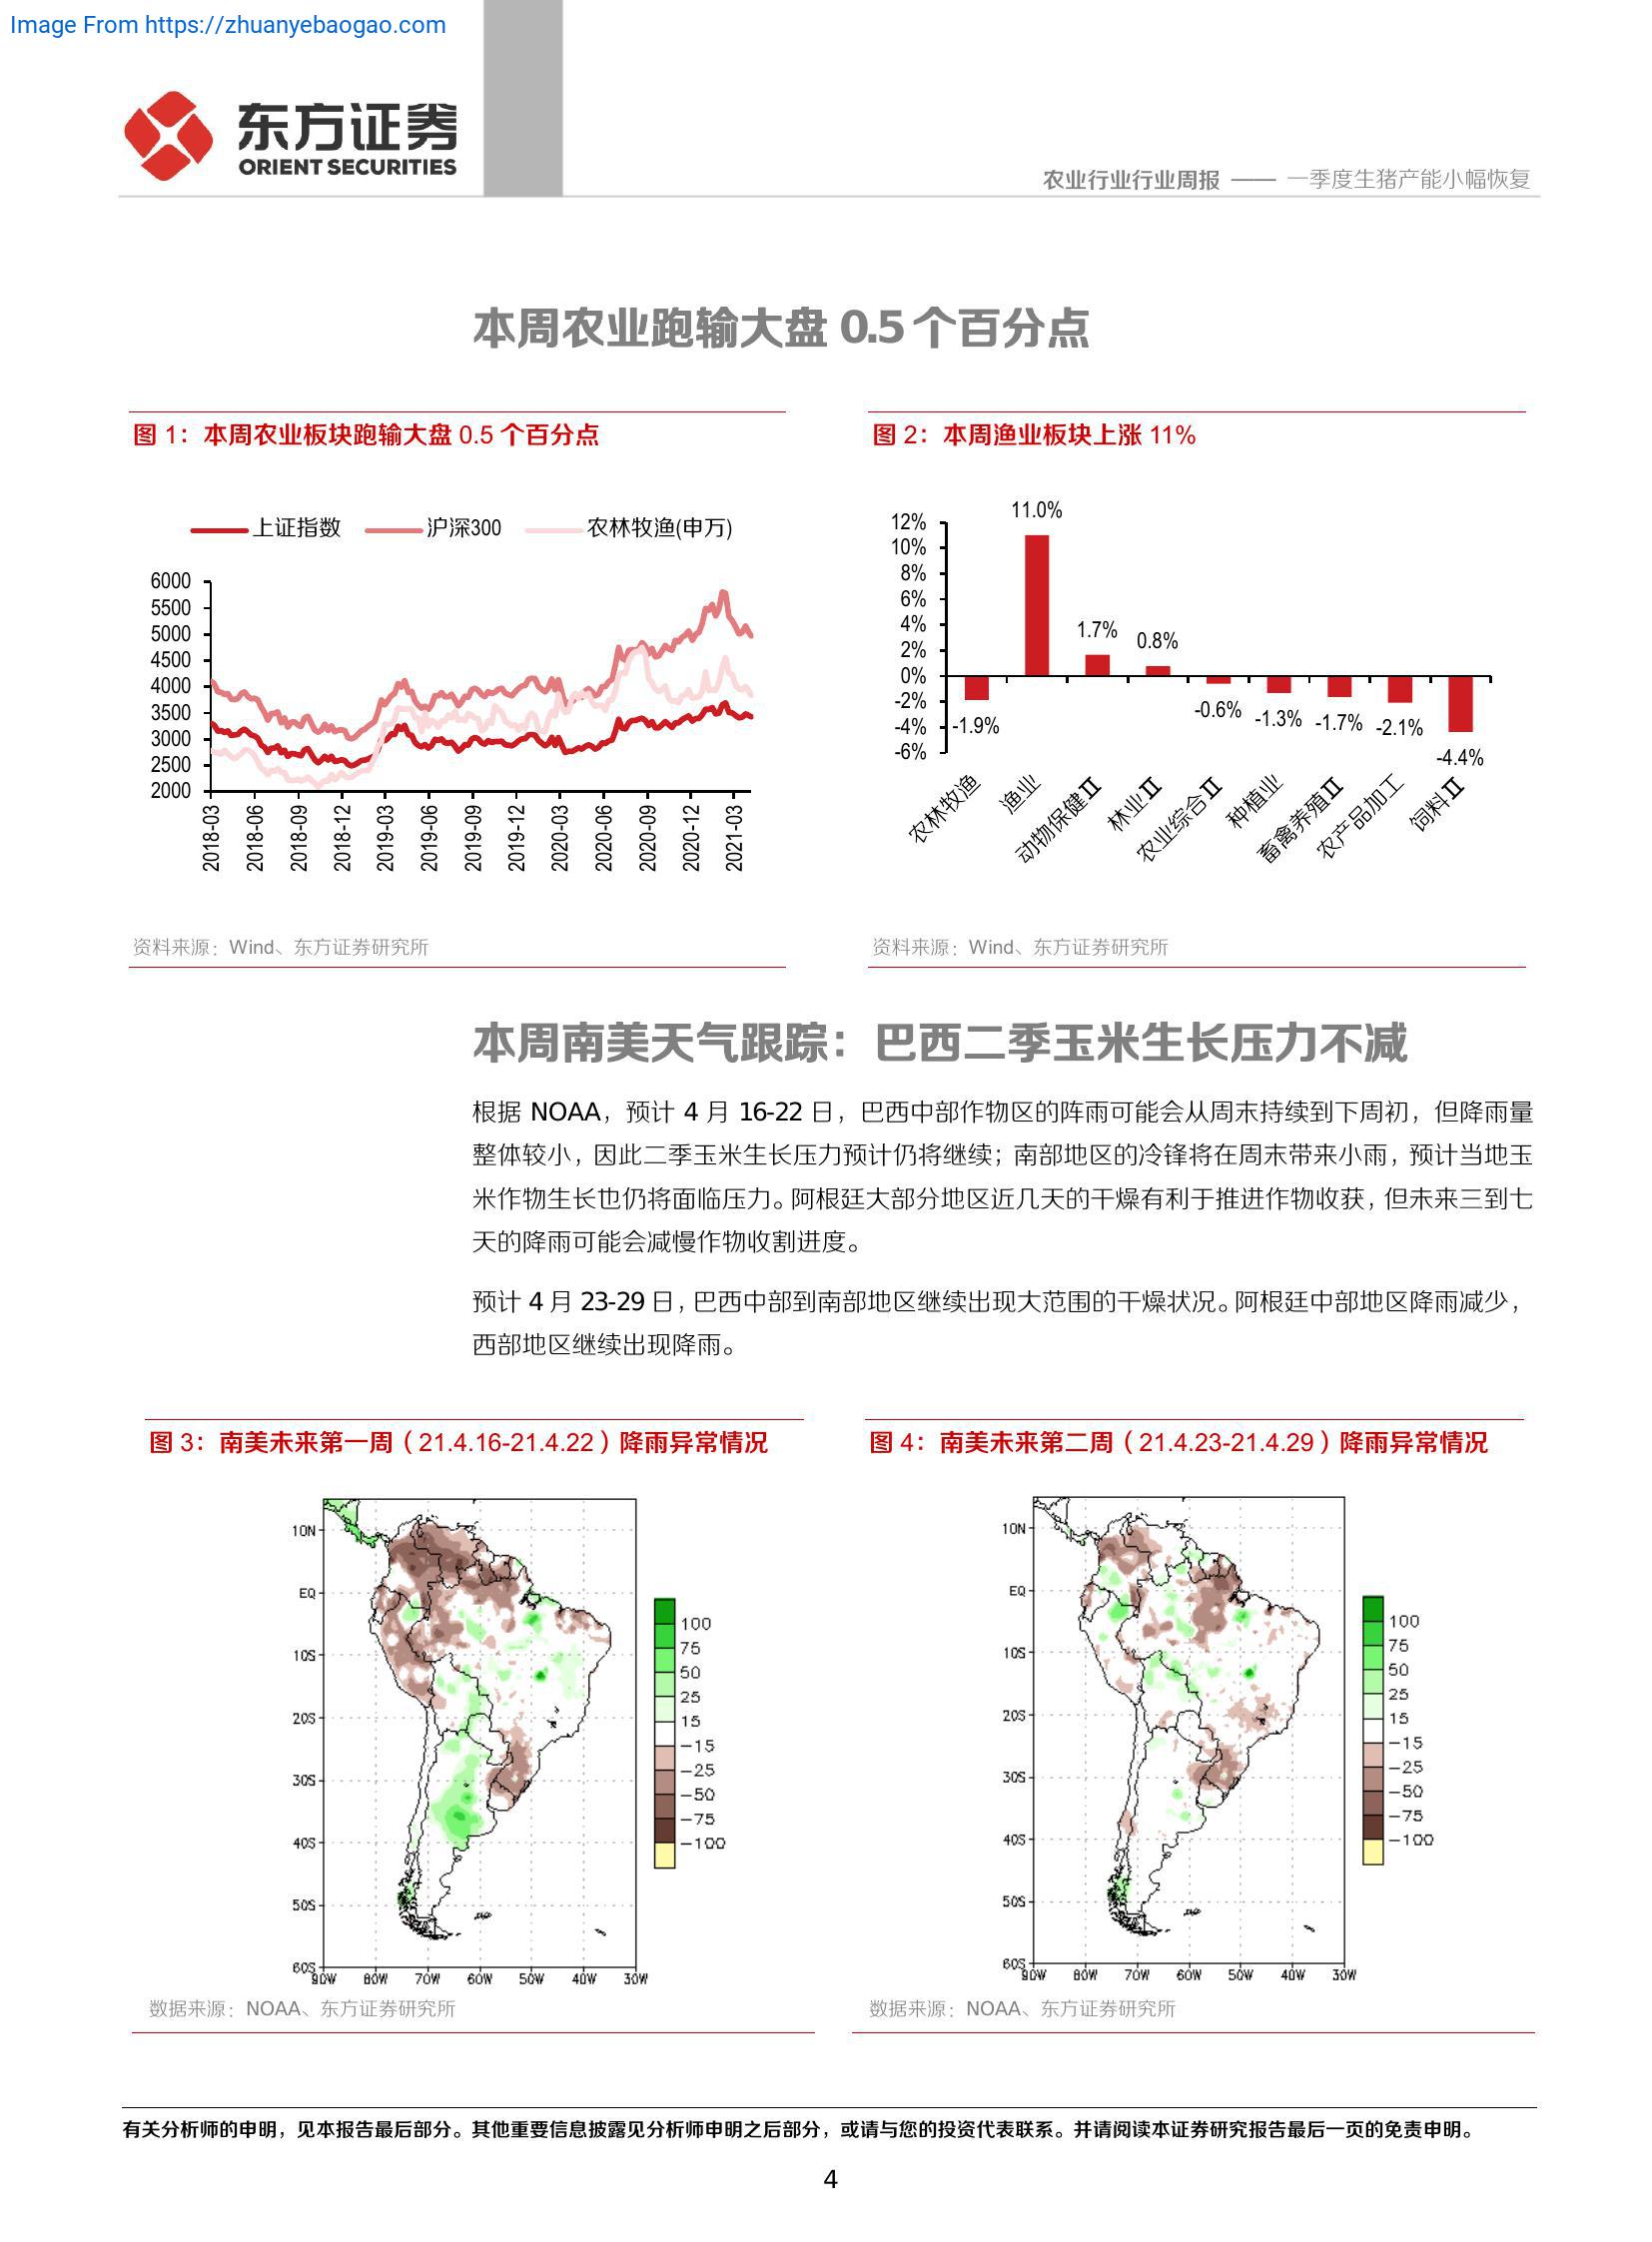 Image From https://zhuanyebaogao.com
东方证券
ORIENT SECURITIES
农业行业行业周报 —— 一季度生猪产能小幅恢复
本周农业跑输大盘 0.5 个百分点
图 1：本周农业板块跑输大盘 0.5 个百分点
上证指数 沪深300 农林牧渔(申万)
6000
5500
5000
4500
4000
3500
3000
2500
2000
2018-03
2018-06
2018-09
2018-12
2019-03
2019-06
2019-09
2019-12
2020-03
2020-06
2020-09
2020-12
2021-03
资料来源：Wind、东方证券研究所
图 2：本周渔业板块上涨 11%
12%
10%
8%
6%
4%
2%
0%
-2%
-4%
-6%
-1.9%
11.0%
1.7%
0.8%
-0.6%
-1.3%
-1.7%
-2.1%
-4.4%
农林牧渔
渔业
动物保健Ⅱ
林业Ⅱ
农业综合Ⅱ
种植业
畜禽养殖Ⅱ
农产品加工
饲料Ⅱ
资料来源：Wind、东方证券研究所
本周南美天气跟踪：巴西二季玉米生长压力不减
根据 NOAA，预计 4 月 16-22 日，巴西中部作物区的阵雨可能会从周末持续到下周初，但降雨量
整体较小，因此二季玉米生长压力预计仍将继续；南部地区的冷锋将在周末带来小雨，预计当地玉
米作物生长也仍将面临压力。阿根廷大部分地区近几天的干燥有利于推进作物收获，但未来三到七
天的降雨可能会减慢作物收割进度。
预计 4 月 23-29 日，巴西中部到南部地区继续出现大范围的干燥状况。阿根廷中部地区降雨减少，
西部地区继续出现降雨。
图 3：南美未来第一周（21.4.16-21.4.22）降雨异常情况
10N
EQ
10S
20S
30S
40S
50S
60S
90W 80W 70W 60W 50W 40W 30W
100
75
50
25
15
-15
-25
-50
-75
-100
数据来源：NOAA、东方证券研究所
图 4：南美未来第二周（21.4.23-21.4.29）降雨异常情况
10N
EQ
10S
20S
30S
40S
50S
60S
90W 80W 70W 60W 50W 40W 30W
100
75
50
25
15
-15
-25
-50
-75
-100
数据来源：NOAA、东方证券研究所
有关分析师的申明，见本报告最后部分。其他重要信息披露见分析师申明之后部分，或请与您的投资代表联系。并请阅读本证券研究报告最后一页的免责申明。
4